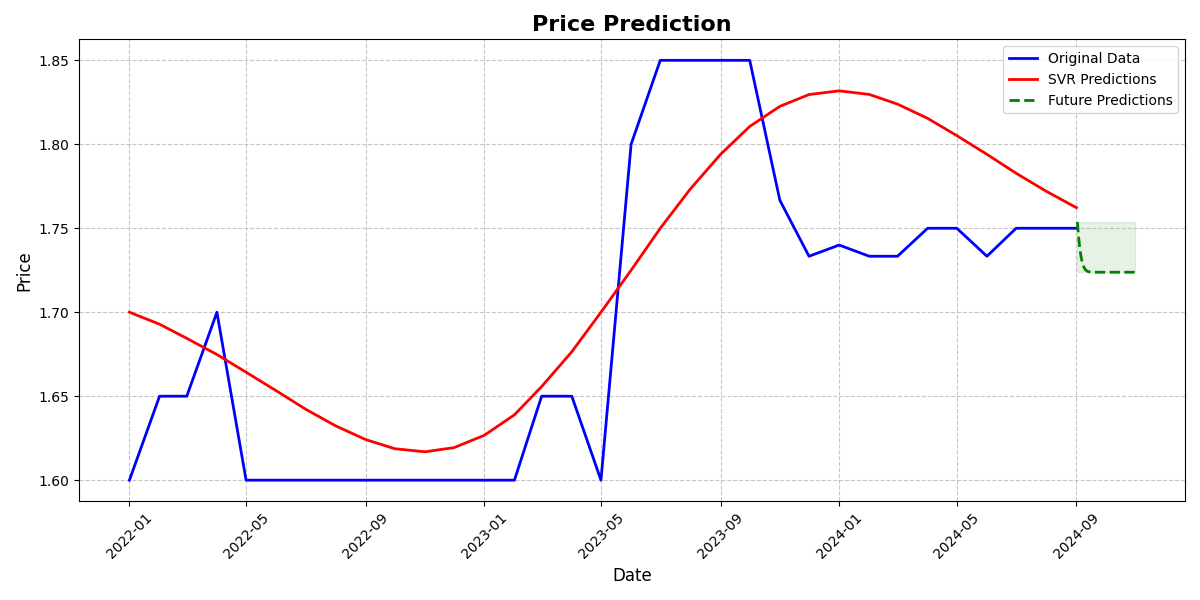 Price Prediction
Original Data
SVR Predictions
Future Predictions
Price
1.85
1.80
1.75
1.70
1.65
1.60
2022-01
2022-05
2022-09
2023-01
2023-05
2023-09
2024-01
2024-05
2024-09
Date